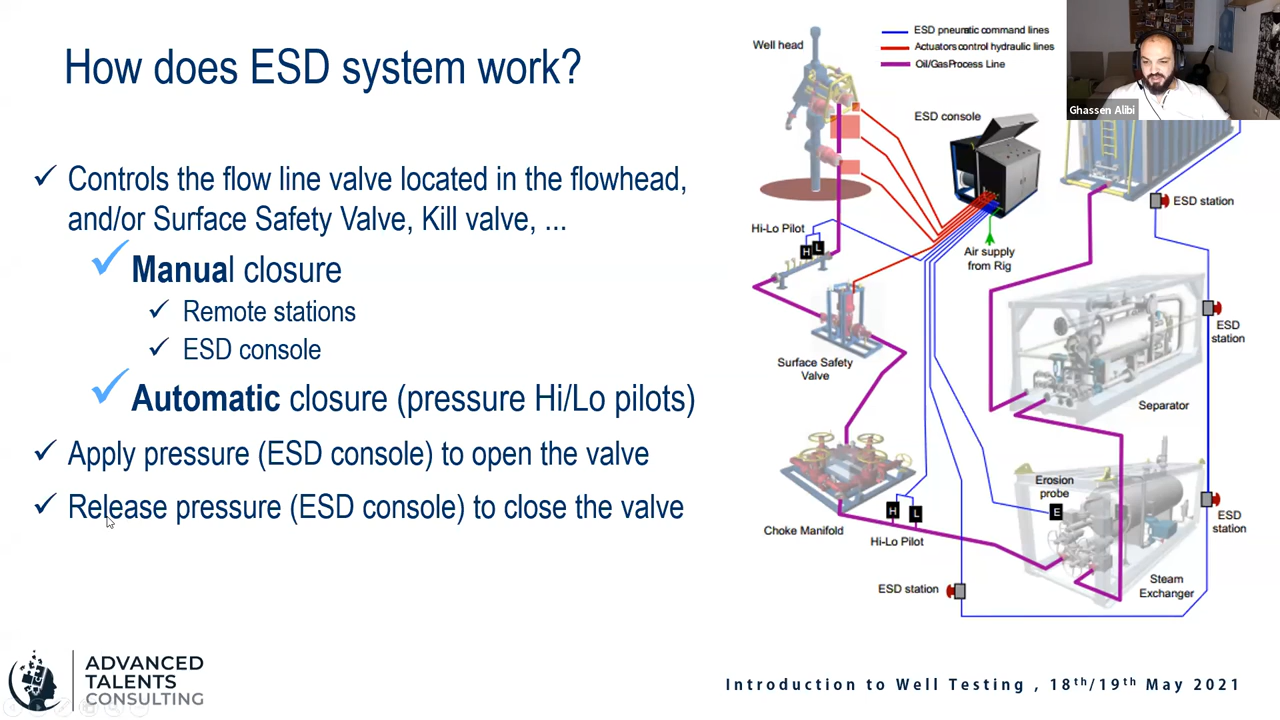 How does ESD system work?
Controls the flow line valve located in the flowhead,
and/or Surface Safety Valve, Kill valve, ...
Manual closure
Remote stations
ESD console
Automatic closure (pressure Hi/Lo pilots)
Apply pressure (ESD console) to open the valve
Release pressure (ESD console) to close the valve
Well head
ESD pneumatic command lines
Actuators control hydraulic lines
Oil/Gas Process Line
ESD console
Ghassen Alibi
ESD station
Hi-Lo Pilot
H L
Air supply
from Rig
ESD
station
Surface Safety
Valve
Separator
Erosion
probe
E
H L
Choke Manifold
Hi-Lo Pilot
ESD
station
ESD station
Steam
Exchanger
ADVANCED
TALENTS
CONSULTING
Introduction to Well Testing , 18th/19th May 2021